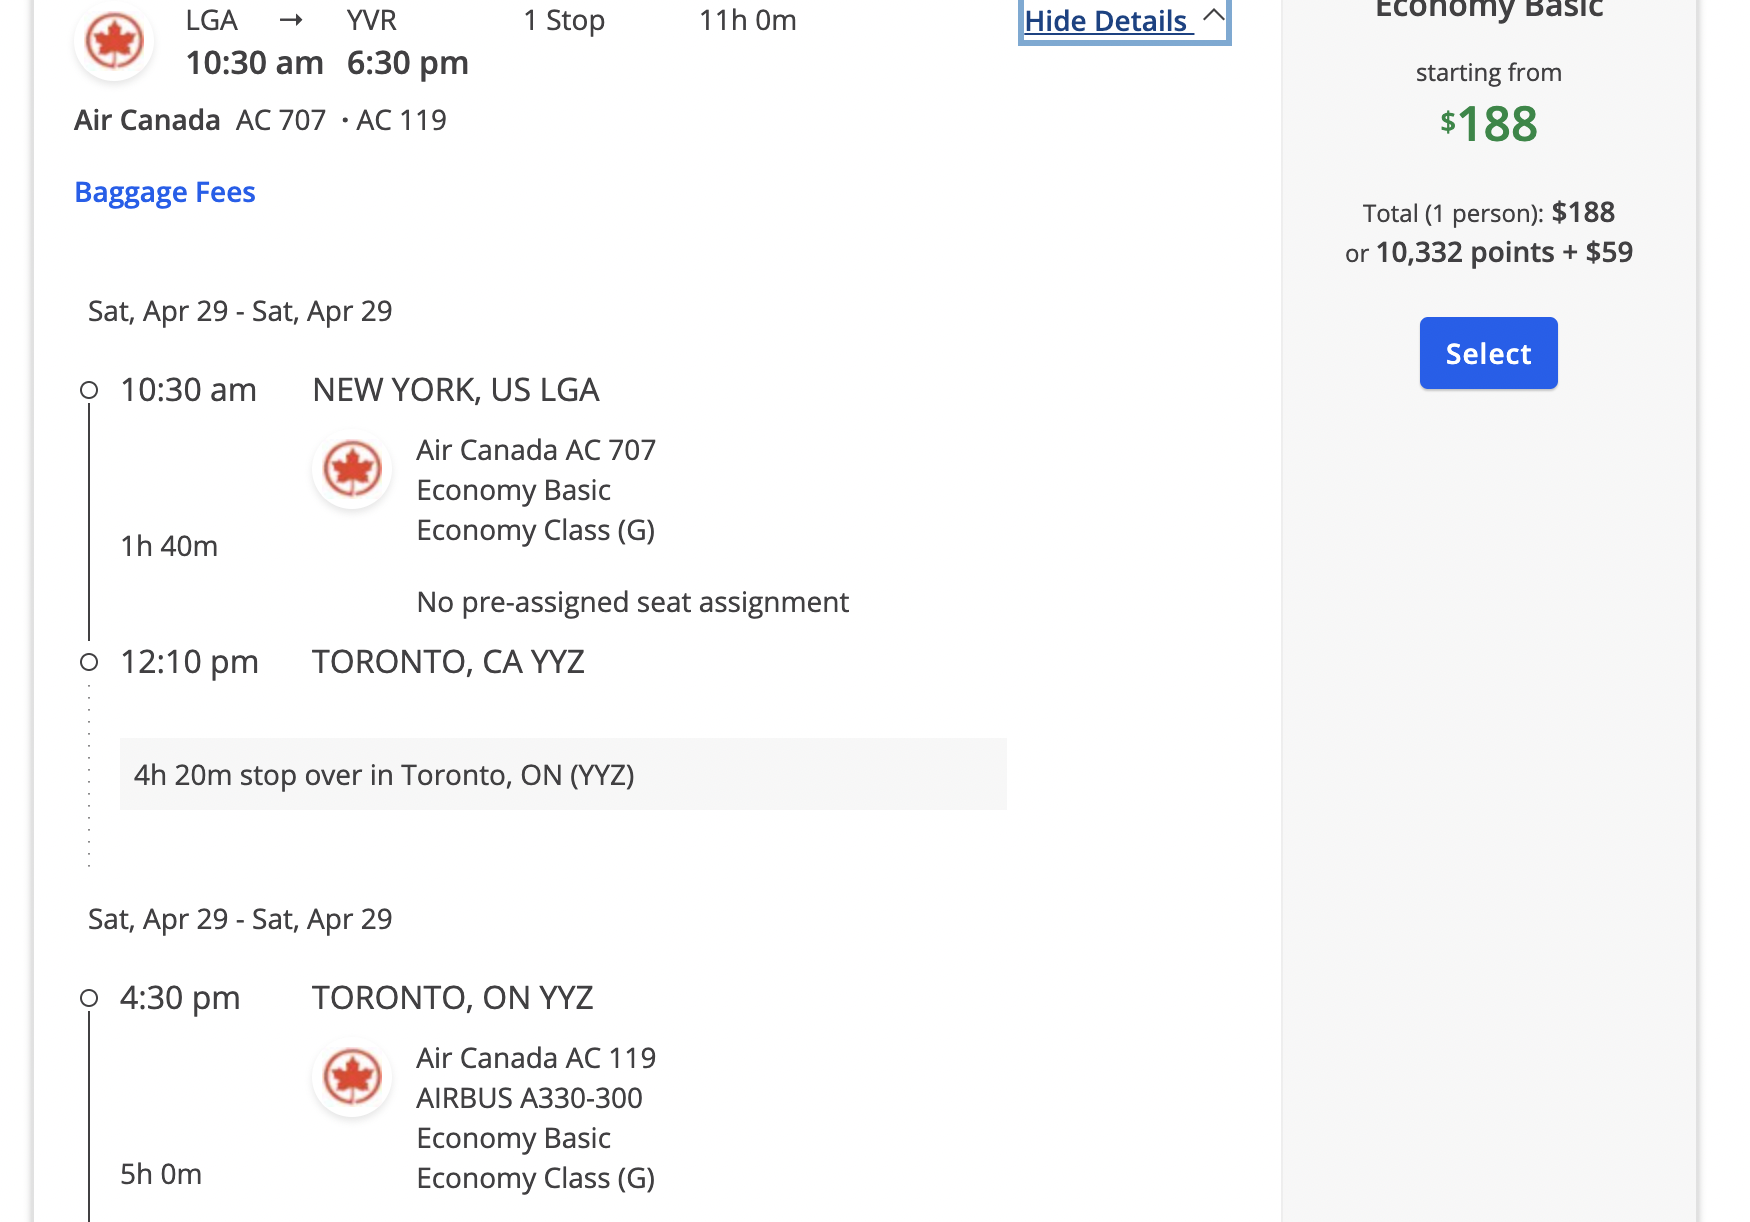 LGA → YVR 1 Stop 11h 0m Hide Details
10:30 am 6:30 pm
Air Canada AC 707 · AC 119
Baggage Fees
Economy Basic
starting from
$188
Total (1 person): $188
or 10,332 points + $59
Select
Sat, Apr 29 - Sat, Apr 29
10:30 am NEW YORK, US LGA
Air Canada AC 707
Economy Basic
Economy Class (G)
1h 40m
No pre-assigned seat assignment
12:10 pm TORONTO, CA YYZ
4h 20m stop over in Toronto, ON (YYZ)
Sat, Apr 29 - Sat, Apr 29
4:30 pm TORONTO, ON YYZ
Air Canada AC 119
AIRBUS A330-300
Economy Basic
5h 0m
Economy Class (G)